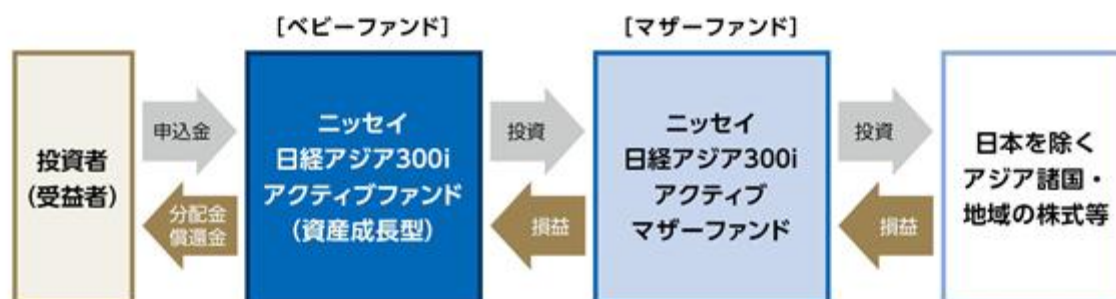 [ベビーファンド]
[マザーファンド]
投資者
(受益者)
申込金
分配金
償還金
ニッセイ
日経アジア300i
アクティブファンド
(資産成長型)
投資
損益
ニッセイ
日経アジア300i
アクティブ
マザーファンド
投資
損益
日本を除く
アジア諸国・
地域の株式等